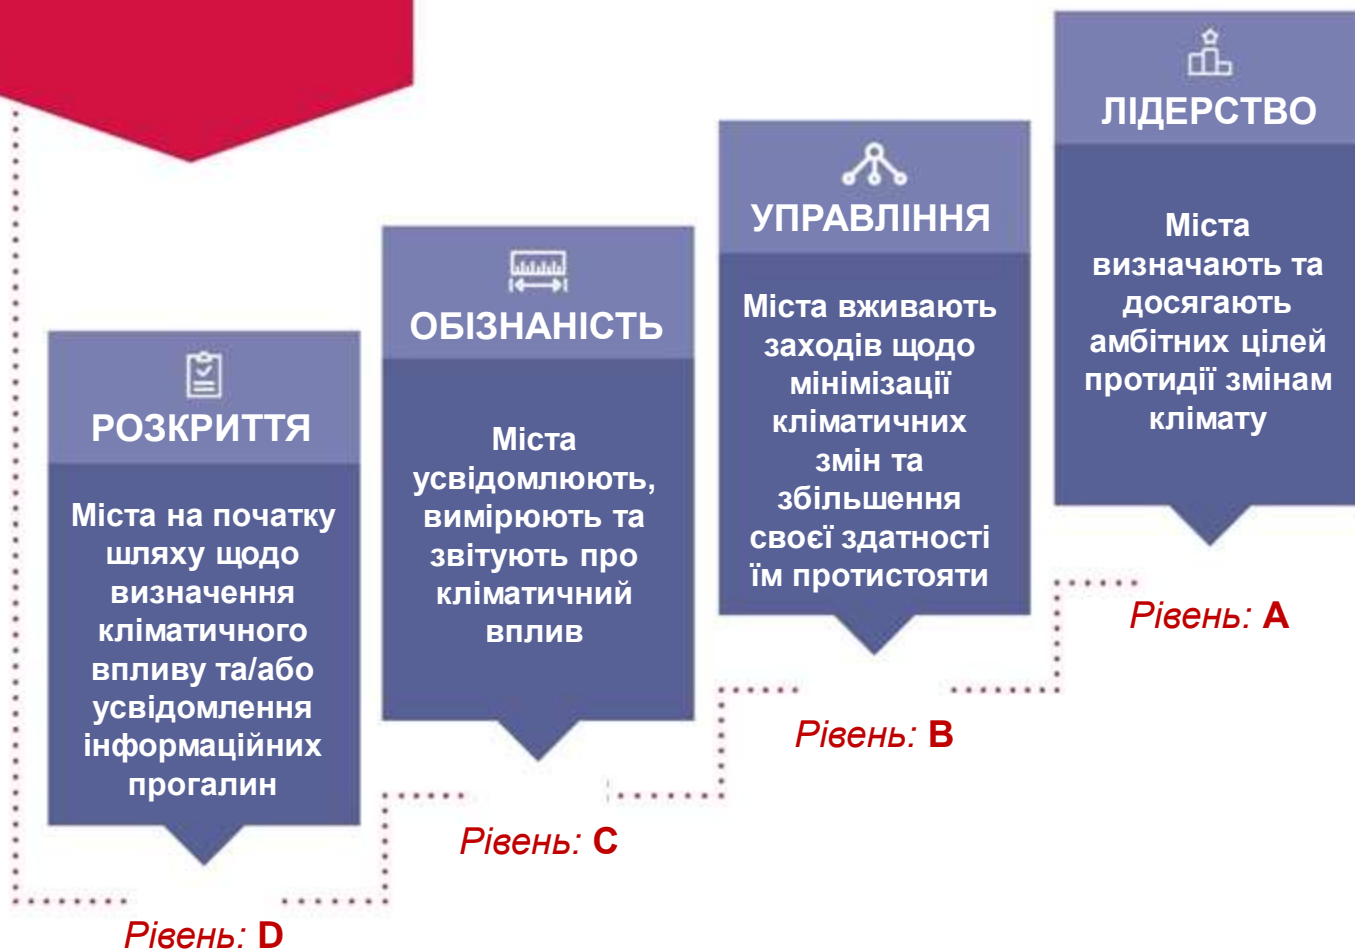 РОЗКРИТТЯ
Міста на початку
шляху щодо
визначення
кліматичного
впливу та/або
усвідомлення
інформаційних
прогалин
Рівень: D
ОБІЗНАНІСТЬ
Міста
усвідомлюють,
вимірюють та
звітують про
кліматичний
вплив
Рівень: C
УПРАВЛІННЯ
Міста вживають
заходів щодо
мінімізації
кліматичних
змін та
збільшення
своєї здатності
їм протистояти
Рівень: B
ЛІДЕРСТВО
Міста
визначають та
досягають
амбітних цілей
протидії змінам
клімату
Рівень: A